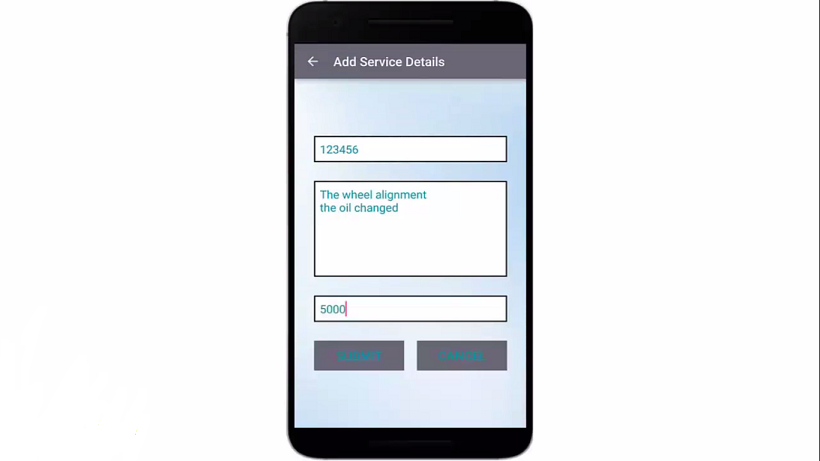 Add Service Details
123456
The wheel alignment
the oil changed
5000
SUBMIT
CANCEL